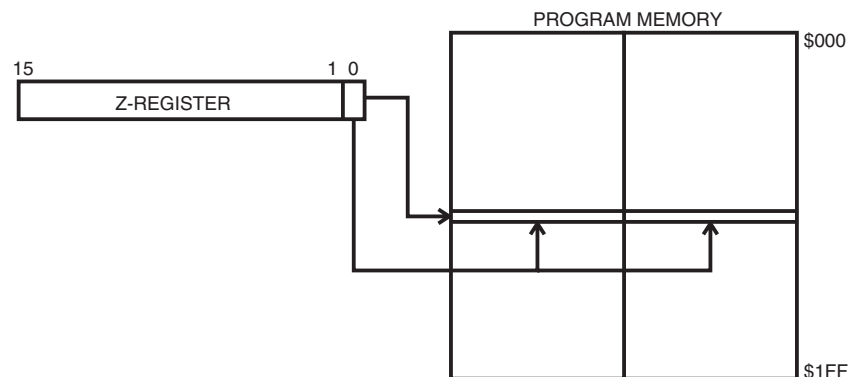 PROGRAM MEMORY
$000
15 1 0
Z-REGISTER
$1FF